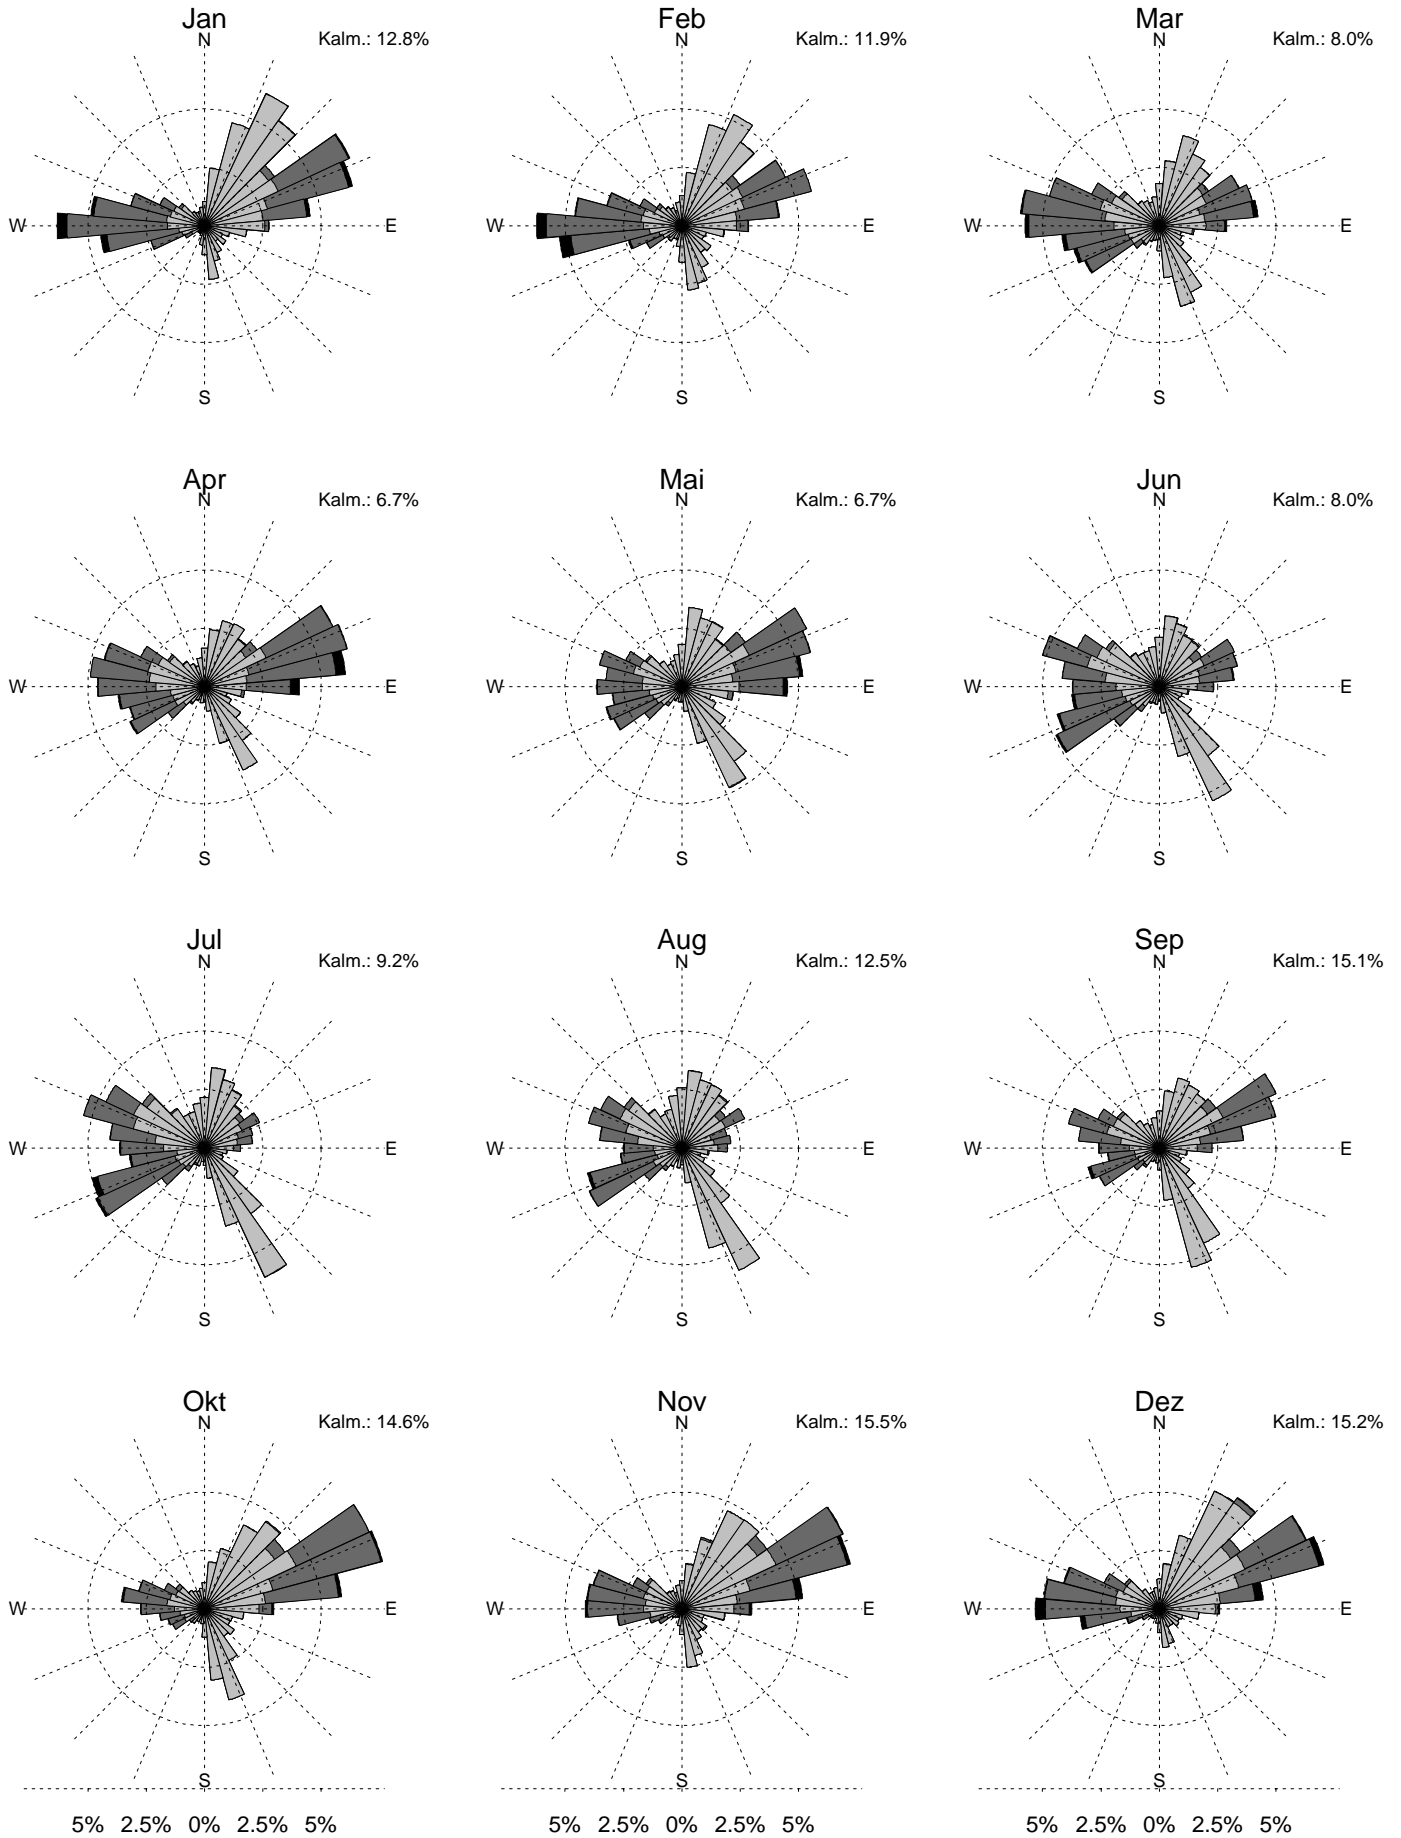 Jan
Kalm.: 12.8%
N
W
E
S
Feb
Kalm.: 11.9%
N
W
E
S
Mar
Kalm.: 8.0%
N
W
E
S
Apr
Kalm.: 6.7%
N
W
E
S
Mai
Kalm.: 6.7%
N
W
E
S
Jun
Kalm.: 8.0%
N
W
E
S
Jul
Kalm.: 9.2%
N
W
E
S
Aug
Kalm.: 12.5%
N
W
E
S
Sep
Kalm.: 15.1%
N
W
E
S
Okt
Kalm.: 14.6%
N
W
E
S
Nov
Kalm.: 15.5%
N
W
E
Dez
Kalm.: 15.2%
N
W
E
S
5% 2.5% 0% 2.5% 5%
5% 2.5% 0% 2.5% 5%
5% 2.5% 0% 2.5% 5%